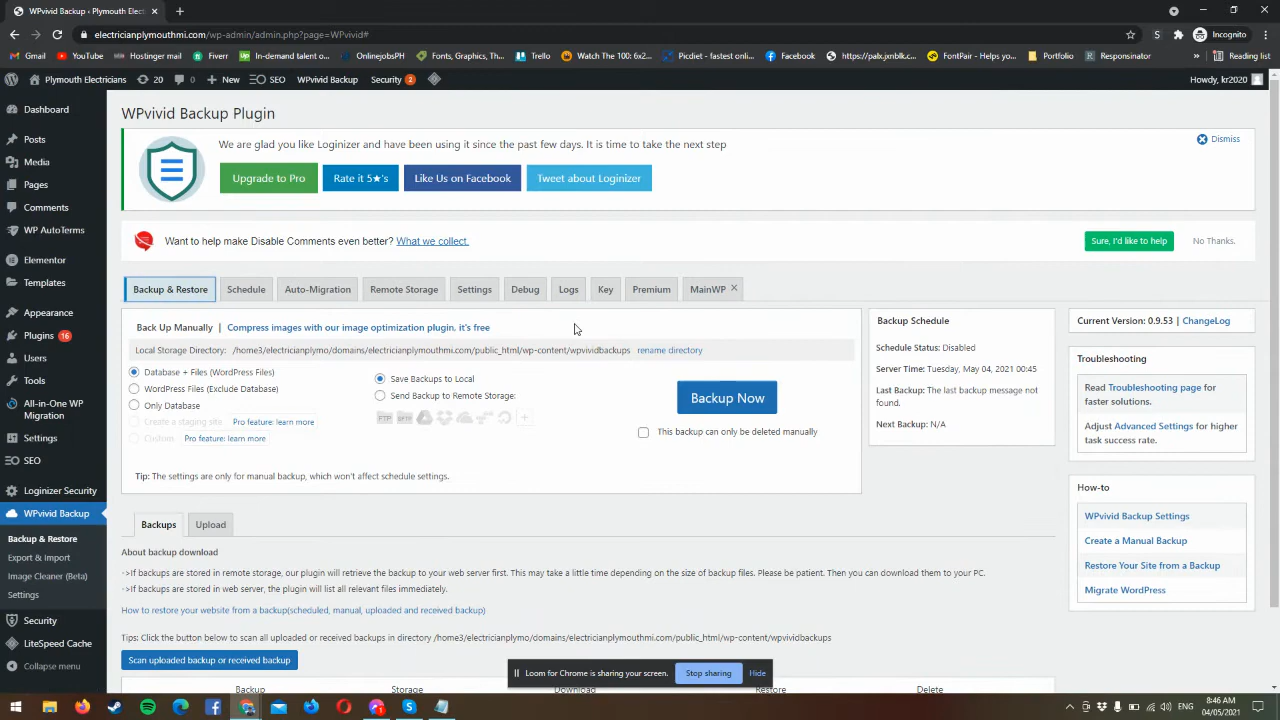 WPvivid Backup • Plymouth Elect
Incognito
electricianplymouthmi.com/wp-admin/admin.php?page=WPvivid#
Gmail
YouTube
Hostinger mail
Fiverr
In-demand talent o...
OnlinejobsPH
Fonts, Graphics, Th...
Trello
Watch The 100: 6x2...
Picdiet - fastest onl...
Facebook
https://palx.jxnblk.c...
FontPair - Helps yo...
Portfolio
Responsinator
Reading list
Plymouth Electricians
20
0
New
SEO
WPvivid Backup
Security 2
Howdy, kr2020
Dashboard
Posts
Media
Pages
Comments
WP AutoTerms
Elementor
Templates
Appearance
Plugins 16
Users
Tools
All-in-One WP
Migration
Settings
SEO
Loginizer Security
WPvivid Backup
Backup & Restore
Export & Import
Image Cleaner (Beta)
Settings
Security
LiteSpeed Cache
Collapse menu
WPvivid Backup Plugin
We are glad you like Loginizer and have been using it since the past few days. It is time to take the next step
Dismiss
Upgrade to Pro
Rate it 5★'s
Like Us on Facebook
Tweet about Loginizer
Want to help make Disable Comments even better? What we collect.
Sure, I'd like to help
No Thanks.
Backup & Restore
Schedule
Auto-Migration
Remote Storage
Settings
Debug
Logs
Key
Premium
MainWP
Back Up Manually | Compress images with our image optimization plugin, it's free
Local Storage Directory: /home3/electricianplymo/domains/electricianplymouthmi.com/public_html/wp-content/wpvividbackups rename directory
Database + Files (WordPress Files)
WordPress Files (Exclude Database)
Only Database
Create a staging site Pro feature: learn more
Custom Pro feature: learn more
Save Backups to Local
Send Backup to Remote Storage:
FTP
SFTP
Backup Now
This backup can only be deleted manually
Tip: The settings are only for manual backup, which won't affect schedule settings.
Backup Schedule
Schedule Status: Disabled
Server Time: Tuesday, May 04, 2021 00:45
Last Backup: The last backup message not
found.
Next Backup: N/A
Current Version: 0.9.53 | ChangeLog
Troubleshooting
Read Troubleshooting page for
faster solutions.
Adjust Advanced Settings for higher
task success rate.
How-to
WPvivid Backup Settings
Create a Manual Backup
Restore Your Site from a Backup
Migrate WordPress
Backups
Upload
About backup download
->If backups are stored in remote storage, our plugin will retrieve the backup to your web server first. This may take a little time depending on the size of backup files. Please be patient. Then you can download them to your PC.
->If backups are stored in web server, the plugin will list all relevant files immediately.
How to restore your website from a backup(scheduled, manual, uploaded and received backup)
Tips: Click the button below to scan all uploaded or received backups in directory /home3/electricianplymo/domains/electricianplymouthmi.com/public_html/wp-content/wpvividbackups
Scan uploaded backup or received backup
Backup
Storage
Download
Restore
Delete
Loom for Chrome is sharing your screen.
Stop sharing
Hide
8:46 AM
04/05/2021